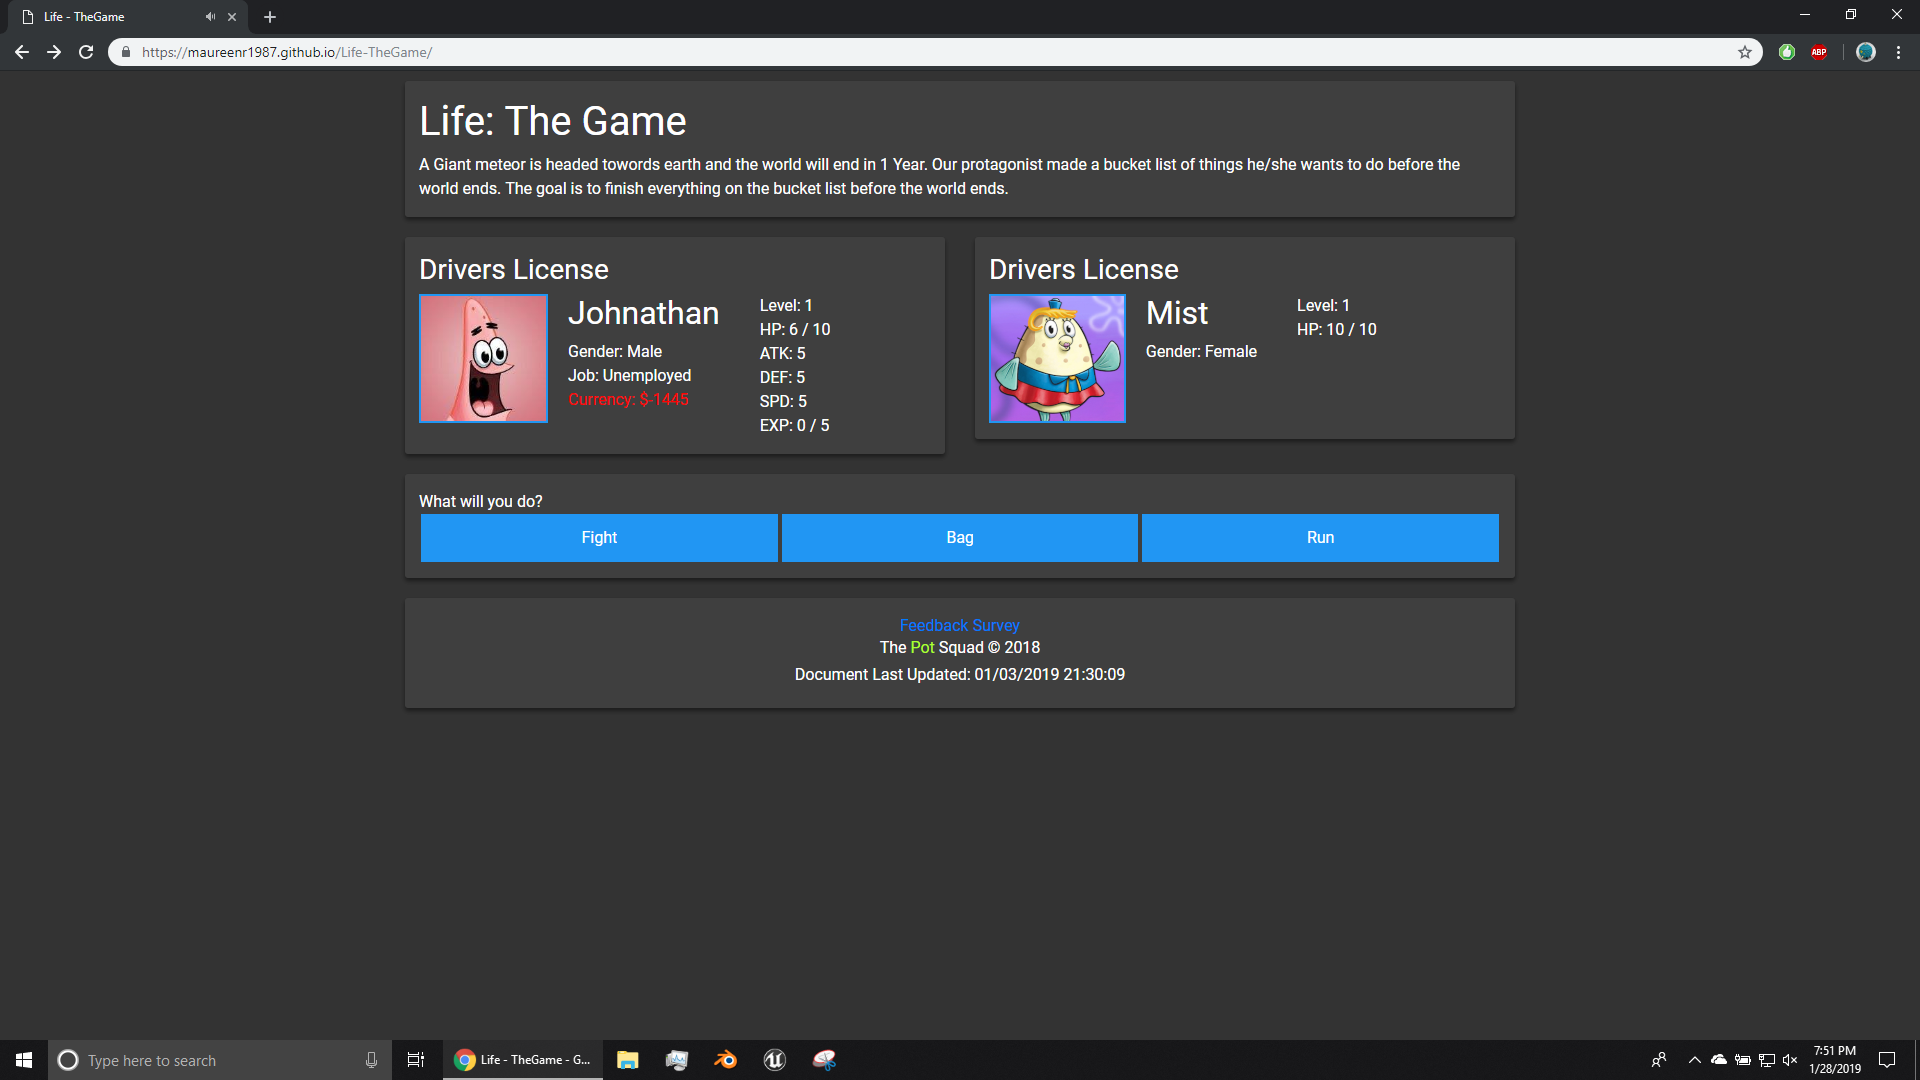 Life - TheGame
https://maureenr1987.github.io/Life-TheGame/
ABP
Life: The Game
A Giant meteor is headed towords earth and the world will end in 1 Year. Our protagonist made a bucket list of things he/she wants to do before the
world ends. The goal is to finish everything on the bucket list before the world ends.
Drivers License
Johnathan
Gender: Male
Job: Unemployed
Currency: $-1445
Level: 1
HP: 6 / 10
ATK: 5
DEF: 5
SPD: 5
EXP: 0 / 5
Drivers License
Mist
Gender: Female
Level: 1
HP: 10 / 10
What will you do?
Fight
Bag
Run
Feedback Survey
The Pot Squad © 2018
Document Last Updated: 01/03/2019 21:30:09
Type here to search
Life - TheGame - G...
7:51 PM
1/28/2019